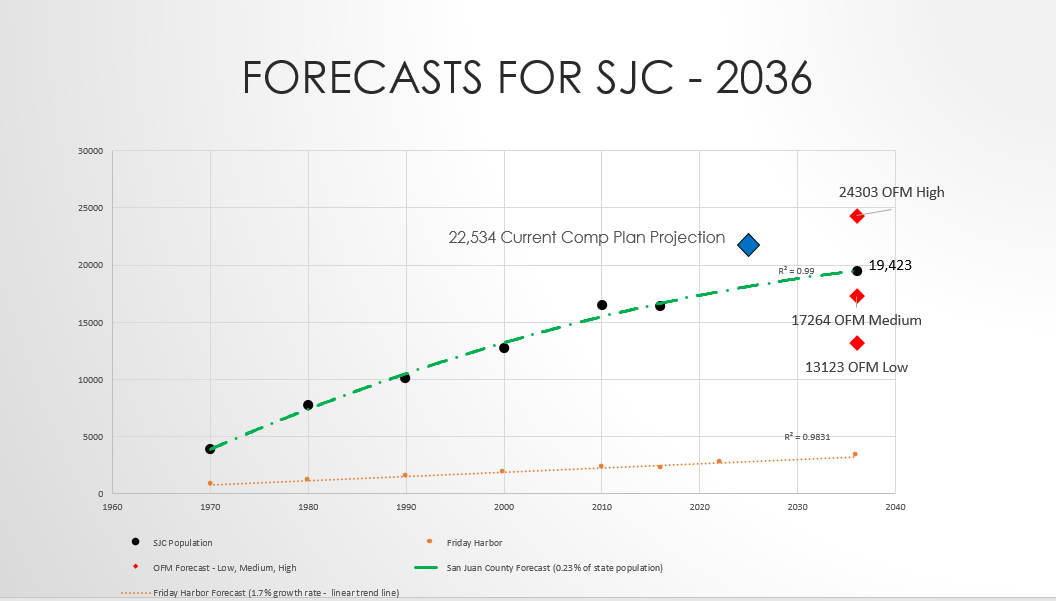 FORECASTS FOR SJC - 2036
30000
25000
20000
15000
10000
5000
0
24303 OFM High
22,534 Current Comp Plan Projection
R² = 0.99
19,423
17264 OFM Medium
13123 OFM Low
R² = 0.9831
1960 1970 1980 1990 2000 2010 2020 2030 2040
SJC Population Friday Harbor
OFM Forecast - Low, Medium, High San Juan County Forecast (0.23% of state population)
Friday Harbor Forecast (1.7% growth rate - linear trend line)